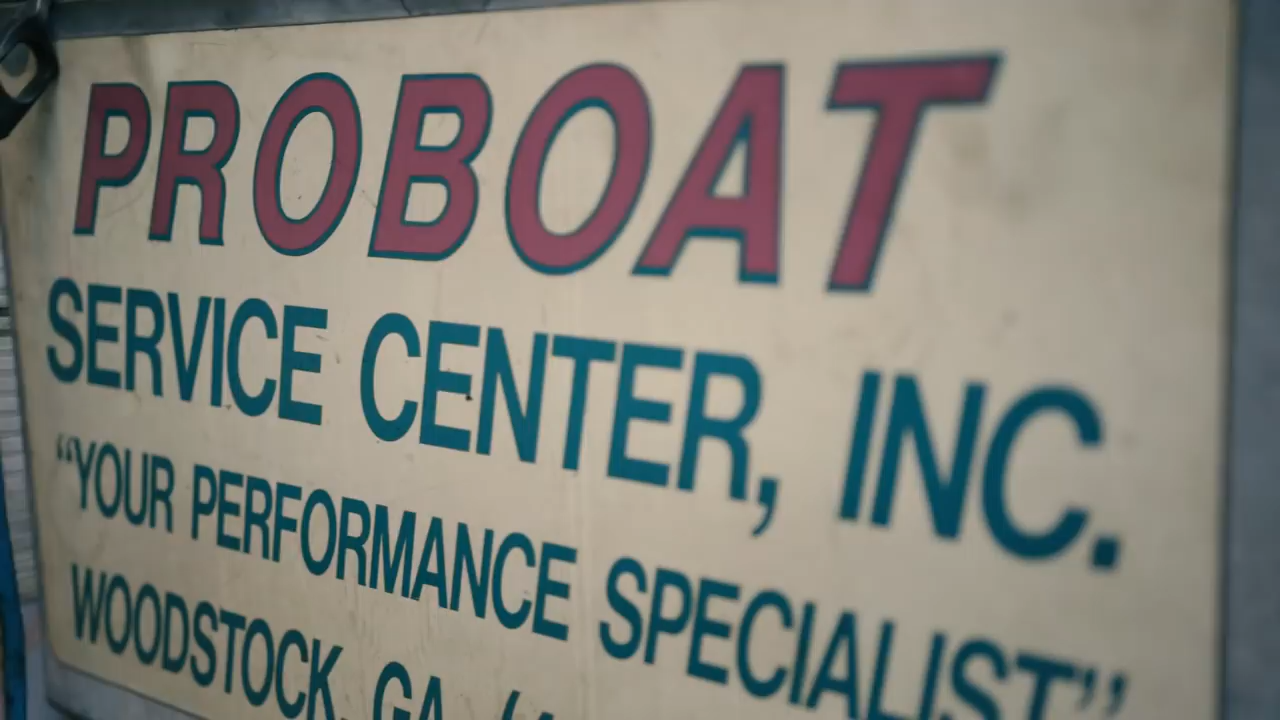 PROBOAT
SERVICE CENTER, INC.
“YOUR PERFORMANCE SPECIALIST”
WOODSTOCK, GA